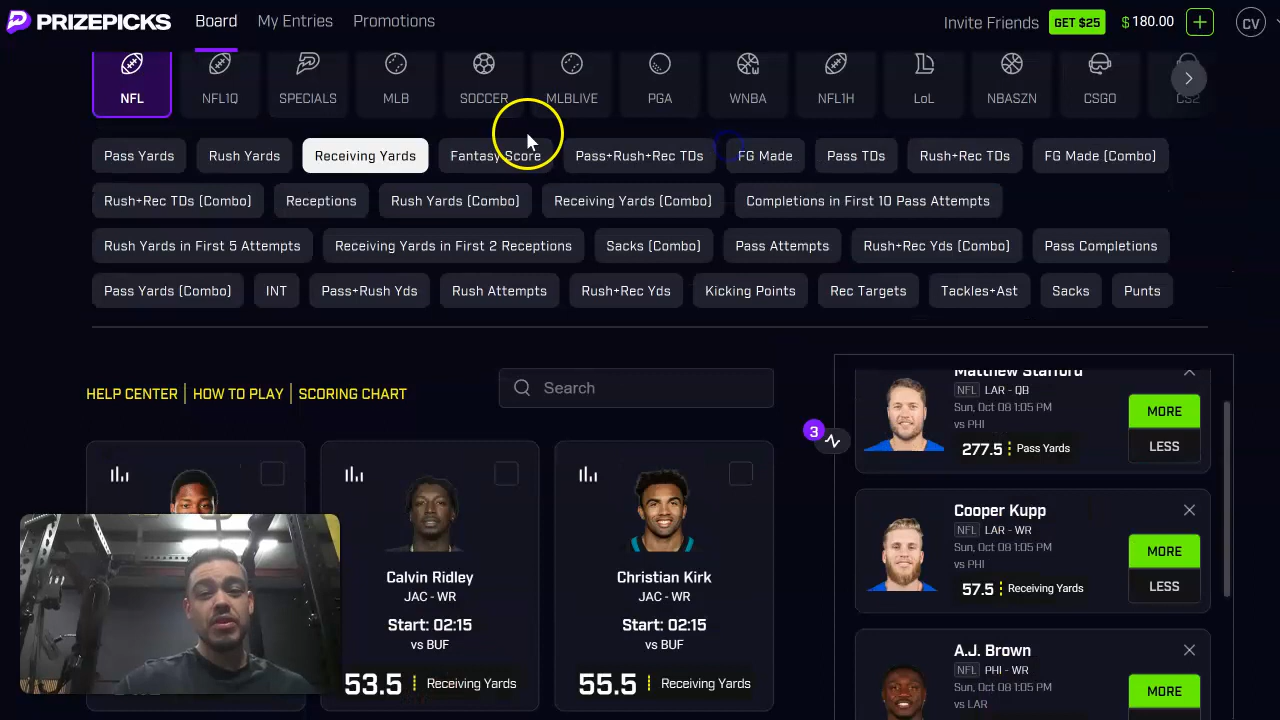 PRIZEPICKS Board My Entries Promotions Invite Friends GET $25 $ 180.00 + CV
NFL NFL1Q SPECIALS MLB SOCCER MLBLIVE PGA WNBA NFL1H LoL NBASZN CSGO CS2
Pass Yards Rush Yards Receiving Yards Fantasy Score Pass+Rush+Rec TDs FG Made Pass TDs Rush+Rec TDs FG Made (Combo)
Rush+Rec TDs (Combo) Receptions Rush Yards (Combo) Receiving Yards (Combo) Completions in First 10 Pass Attempts
Rush Yards in First 5 Attempts Receiving Yards in First 2 Receptions Sacks (Combo) Pass Attempts Rush+Rec Yds (Combo) Pass Completions
Pass Yards (Combo) INT Pass+Rush Yds Rush Attempts Rush+Rec Yds Kicking Points Rec Targets Tackles+Ast Sacks Punts
HELP CENTER HOW TO PLAY SCORING CHART
Search
Calvin Ridley
JAC - WR
Start: 02:15
vs BUF
53.5 Receiving Yards
Christian Kirk
JAC - WR
Start: 02:15
vs BUF
55.5 Receiving Yards
3
Matthew Stafford
NFL LAR - QB
Sun, Oct 08 1:05 PM
vs PHI
277.5 Pass Yards
MORE
LESS
Cooper Kupp
NFL LAR - WR
Sun, Oct 08 1:05 PM
vs PHI
57.5 Receiving Yards
MORE
LESS
A.J. Brown
NFL PHI - WR
Sun, Oct 08 1:05 PM
vs LAR
MORE